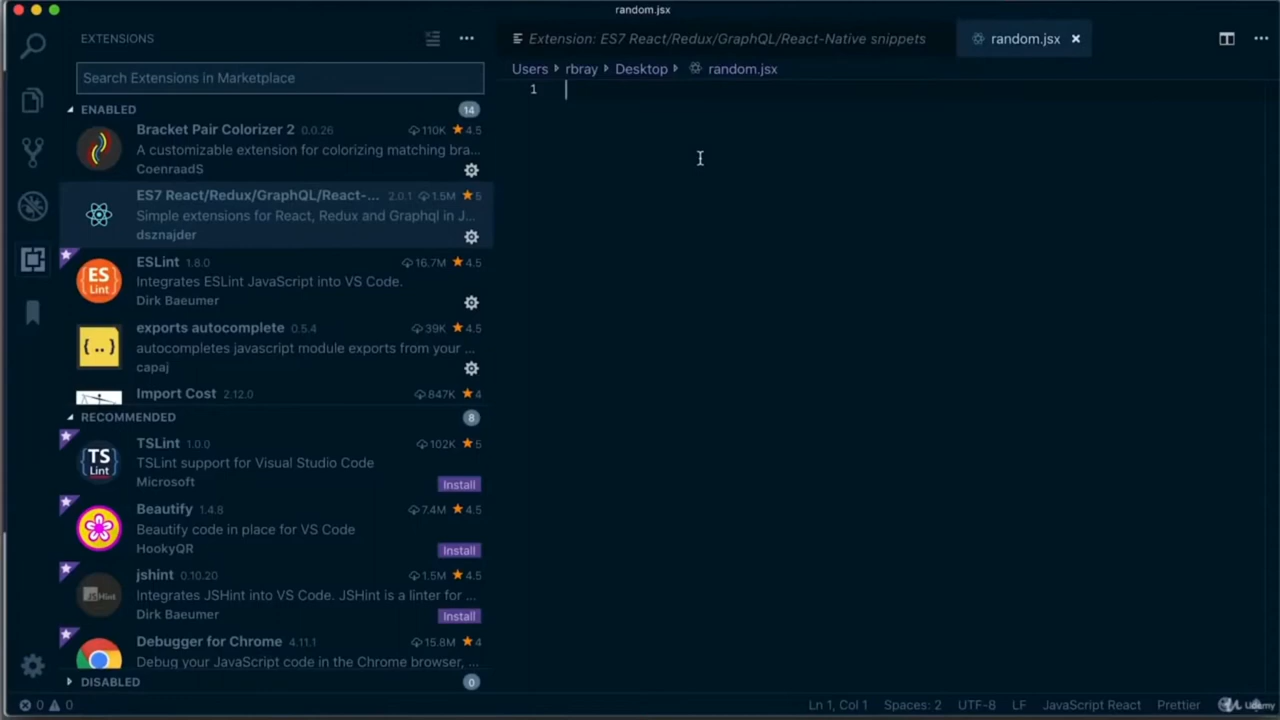 random.jsx
EXTENSIONS
Extension: ES7 React/Redux/GraphQL/React-Native snippets
random.jsx
Search Extensions in Marketplace
Users
rbray
Desktop
random.jsx
1
ENABLED
14
Bracket Pair Colorizer 2 0.0.26 110K 4.5
A customizable extension for colorizing matching bra...
CoenraadS
ES7 React/Redux/GraphQL/React-... 2.0.1 1.5M 5
Simple extensions for React, Redux and Graphql in J...
dsznajder
ES
Lint
ESLint 1.8.0 16.7M 4.5
Integrates ESLint JavaScript into VS Code.
Dirk Baeumer
{..}
exports autocomplete 0.5.4 39K 4.5
autocompletes javascript module exports from your ...
capaj
Import Cost 2.12.0 847K 4
RECOMMENDED
8
TS
Lint
TSLint 1.0.0 102K 5
TSLint support for Visual Studio Code
Microsoft
Install
Beautify 1.4.8 7.4M 4.5
Beautify code in place for VS Code
HookyQR
Install
JSHint
jshint 0.10.20 1.5M 4.5
Integrates JSHint into VS Code. JSHint is a linter for ...
Dirk Baeumer
Install
Debugger for Chrome 4.11.1 15.8M 4
Debug your JavaScript code in the Chrome browser, ...
DISABLED
0
0 0
Ln 1, Col 1
Spaces: 2
UTF-8
LF
JavaScript React
Prettier
Udemy